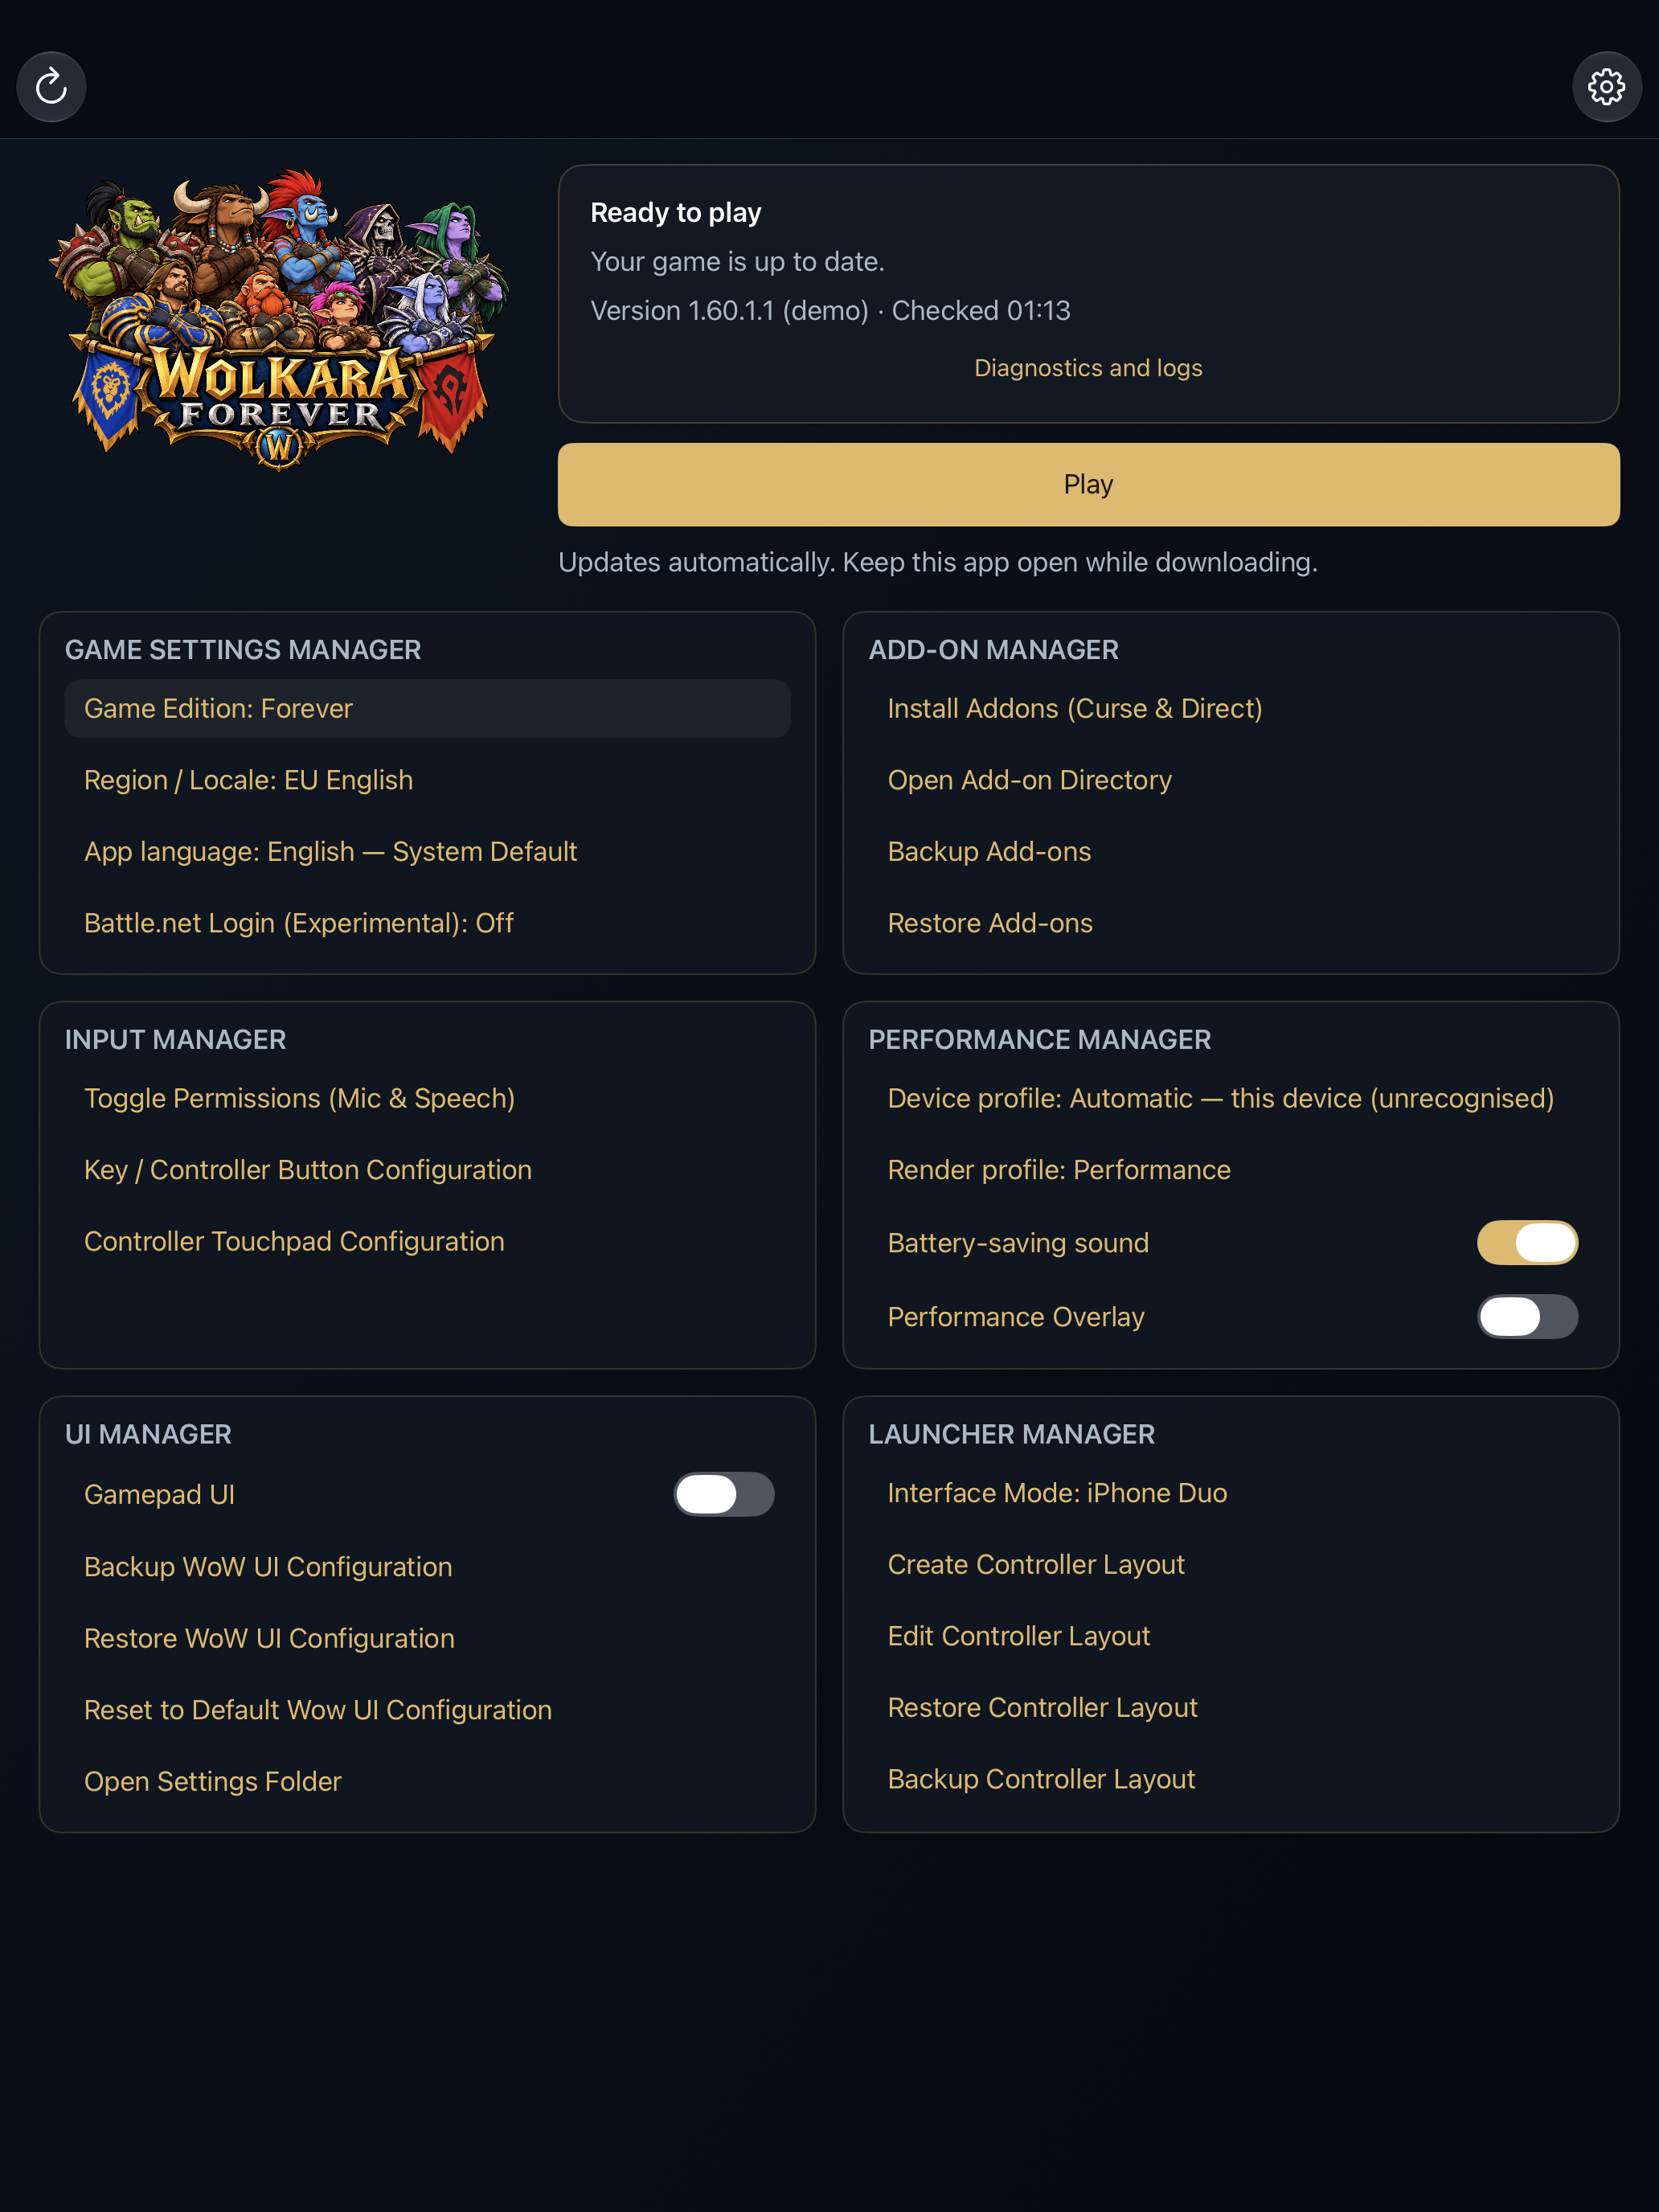 WOLKARA
FOREVER
W
Ready to play
Your game is up to date.
Version 1.60.1.1 (demo) · Checked 01:13
Diagnostics and logs
Play
Updates automatically. Keep this app open while downloading.
GAME SETTINGS MANAGER
Game Edition: Forever
Region / Locale: EU English
App language: English — System Default
Battle.net Login (Experimental): Off
ADD-ON MANAGER
Install Addons (Curse & Direct)
Open Add-on Directory
Backup Add-ons
Restore Add-ons
INPUT MANAGER
Toggle Permissions (Mic & Speech)
Key / Controller Button Configuration
Controller Touchpad Configuration
PERFORMANCE MANAGER
Device profile: Automatic — this device (unrecognised)
Render profile: Performance
Battery-saving sound
Performance Overlay
UI MANAGER
Gamepad UI
Backup WoW UI Configuration
Restore WoW UI Configuration
Reset to Default Wow UI Configuration
Open Settings Folder
LAUNCHER MANAGER
Interface Mode: iPhone Duo
Create Controller Layout
Edit Controller Layout
Restore Controller Layout
Backup Controller Layout